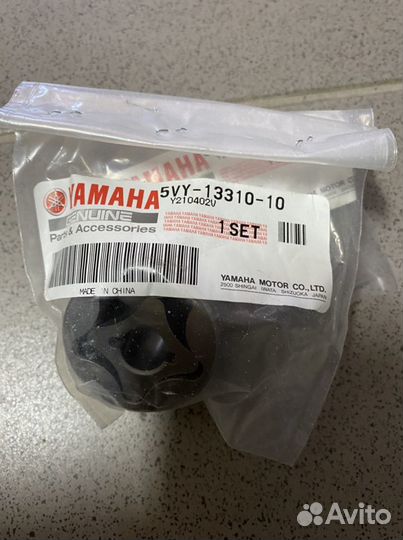 YAMAHA
GENUINE
Parts & Accessories
5VY-13310-10
Y210402V
1 SET
YAMAHA MOTOR CO., LTD.
2500 SHINGAI IWATA SHIZUOKA JAPAN
MADE IN CHINA
Avito